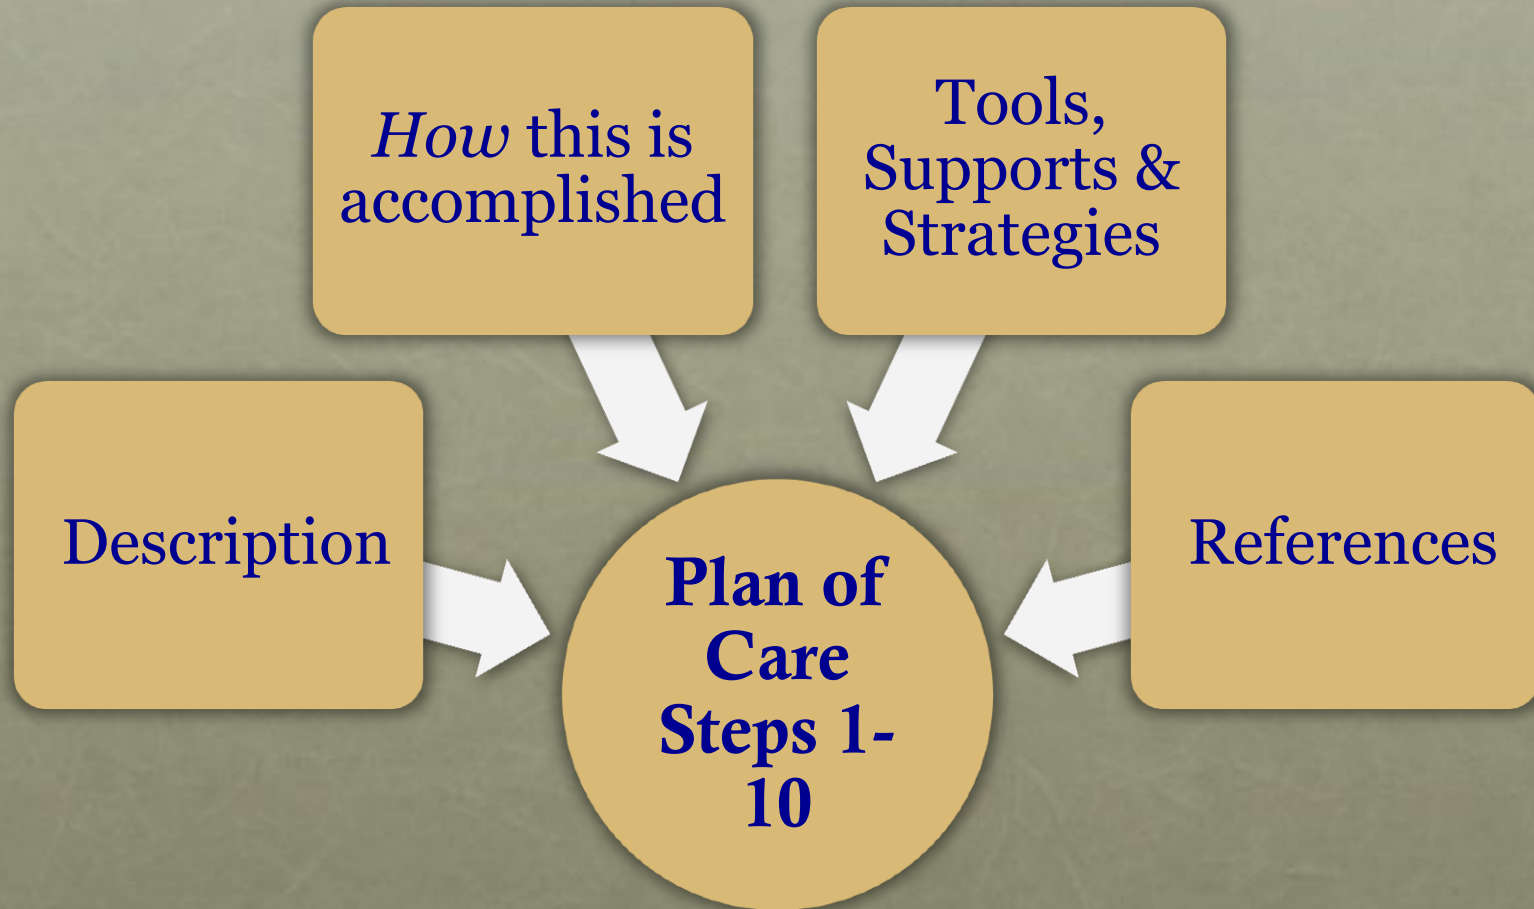 How this is
accomplished
Tools,
Supports &
Strategies
Description
References
Plan of
Care
Steps 1-
10